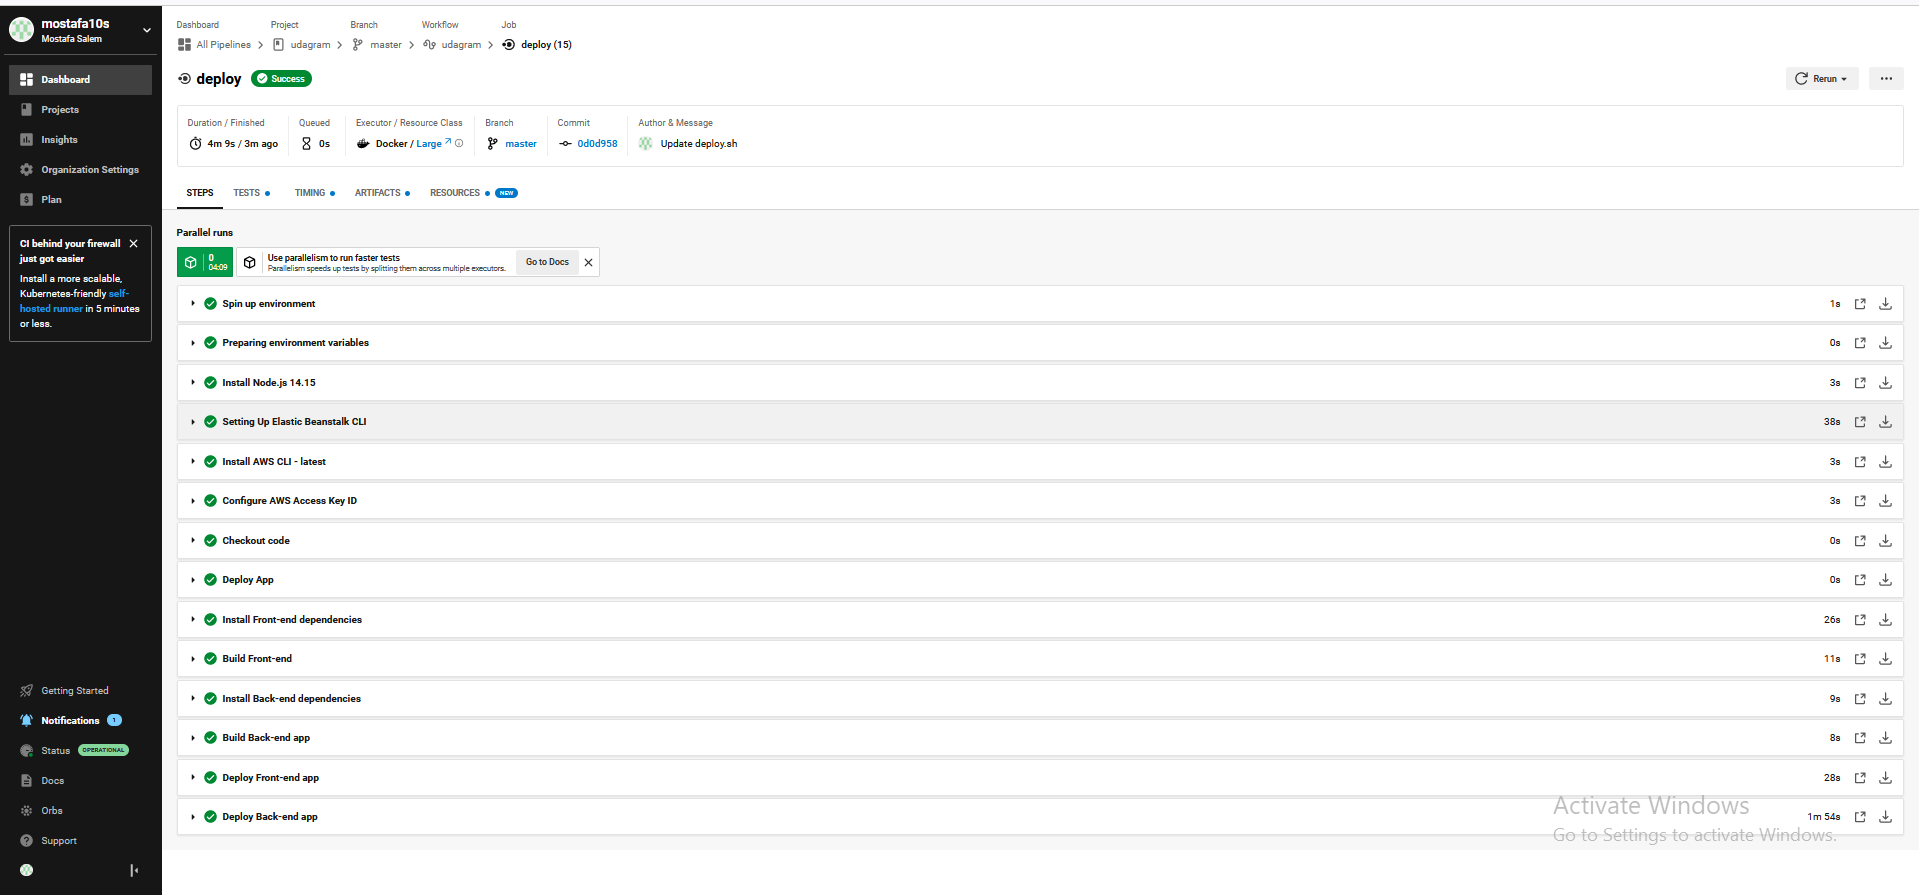 mostafa10s
Mostafa Salem
Dashboard
Projects
Insights
Organization Settings
Plan
CI behind your firewall
just got easier
Install a more scalable,
Kubernetes-friendly self-
hosted runner in 5 minutes
or less.
Getting Started
Notifications 1
Status OPERATIONAL
Docs
Orbs
Support
Dashboard Project Branch Workflow Job
All Pipelines udagram master udagram deploy (15)
deploy Success
Rerun
Duration / Finished Queued Executor / Resource Class Branch Commit Author & Message
4m 9s / 3m ago 0s Docker / Large master 0d0d958 Update deploy.sh
STEPS TESTS TIMING ARTIFACTS RESOURCES NEW
Parallel runs
0
04:09
Use parallelism to run faster tests
Parallelism speeds up tests by splitting them across multiple executors.
Go to Docs
Spin up environment 1s
Preparing environment variables 0s
Install Node.js 14.15 3s
Setting Up Elastic Beanstalk CLI 38s
Install AWS CLI - latest 3s
Configure AWS Access Key ID 3s
Checkout code 0s
Deploy App 0s
Install Front-end dependencies 26s
Build Front-end 11s
Install Back-end dependencies 9s
Build Back-end app 8s
Deploy Front-end app 28s
Deploy Back-end app 1m 54s
Activate Windows
Go to Settings to activate Windows.